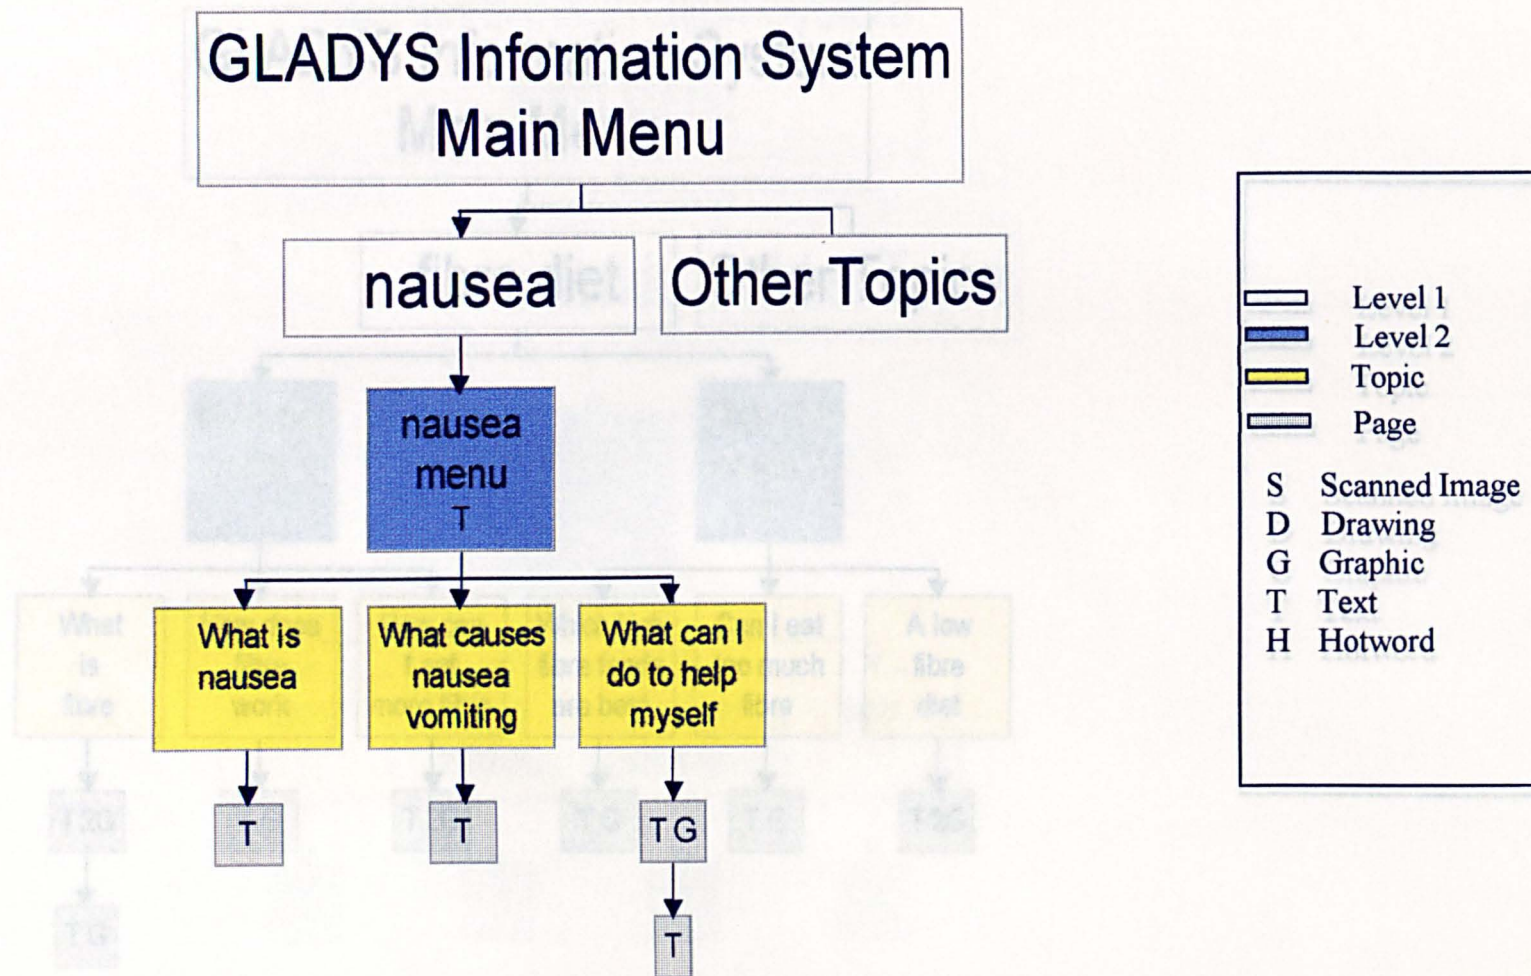 GLADYS Information System
Main Menu
nausea
Other Topics
nausea
menu
T
What is
nausea
What causes
nausea
vomiting
What can I
do to help
myself
T
T
T G
T
Level 1
Level 2
Topic
Page
S Scanned Image
D Drawing
G Graphic
T Text
H Hotword